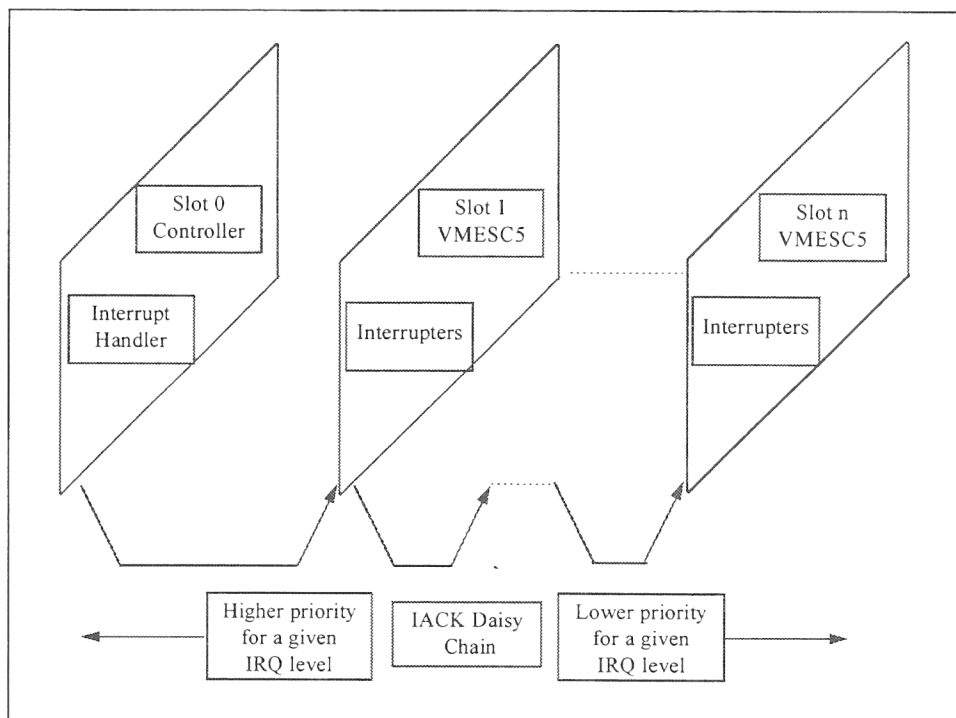 Slot 0
Controller
Slot 1
VMESC5
Slot n
VMESC5
Interrupt
Handler
Interrupters
Interrupters
Higher priority
for a given
IRQ level
IACK Daisy
Chain
Lower priority
for a given
IRQ level